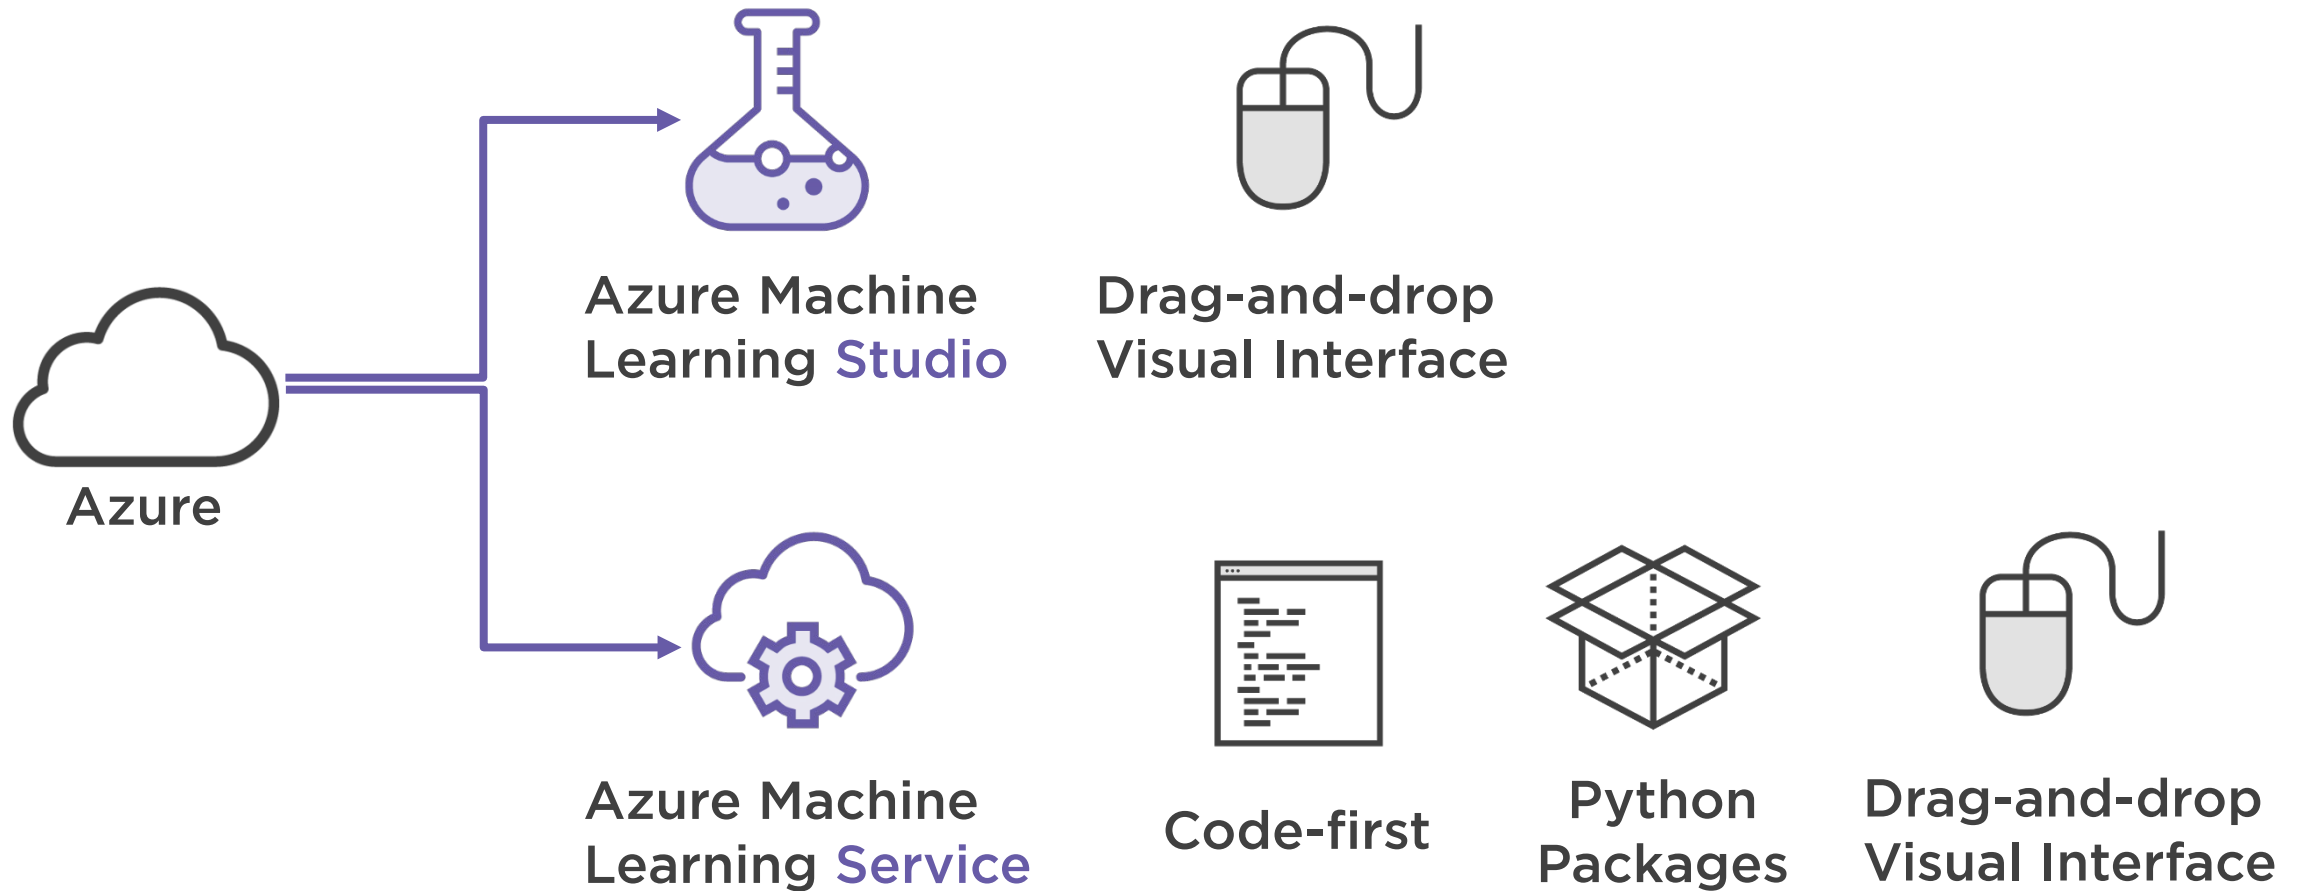 Azure Machine
Learning Studio
Drag-and-drop
Visual Interface
Azure
Azure Machine
Learning Service
Code-first
Python
Packages
Drag-and-drop
Visual Interface